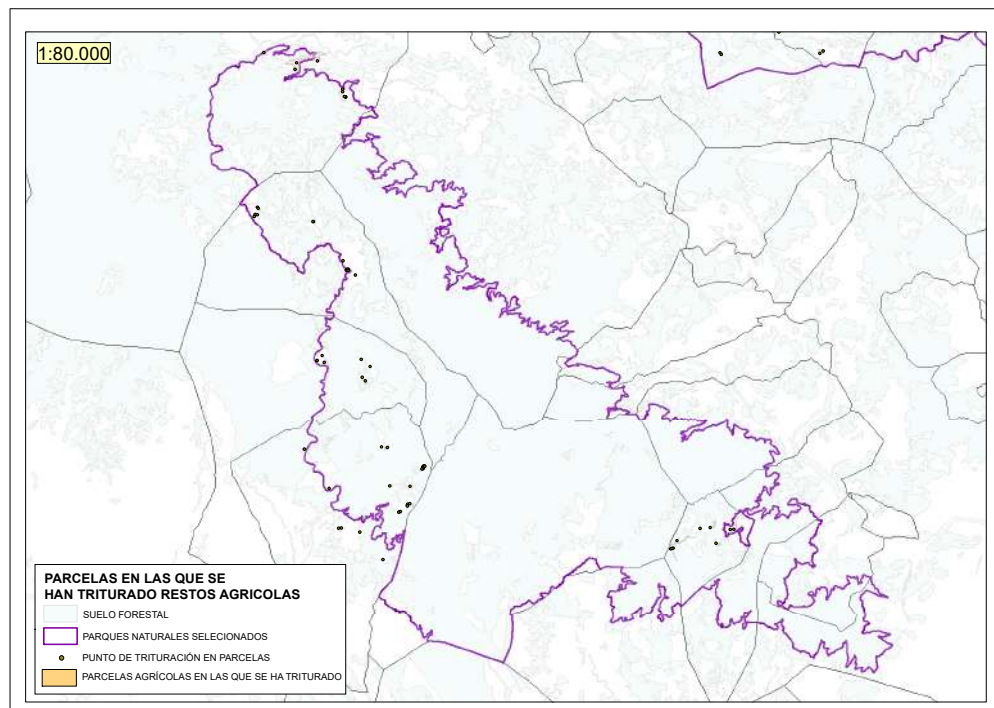 1:80.000
PARCELAS EN LAS QUE SE
HAN TRITURADO RESTOS AGRICOLAS
SUELO FORESTAL
PARQUES NATURALES SELECIONADOS
PUNTO DE TRITURACIÓN EN PARCELAS
PARCELAS AGRÍCOLAS EN LAS QUE SE HA TRITURADO